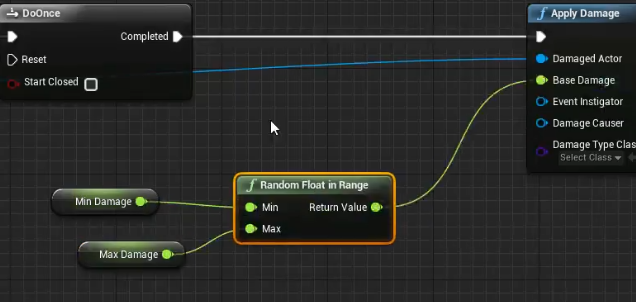 DoOnce
Completed
Reset
Start Closed
Min Damage
Max Damage
f Random Float in Range
Min Return Value
Max
f Apply Damage
Damaged Actor
Base Damage
Event Instigator
Damage Causer
Damage Type Clas
Select Class